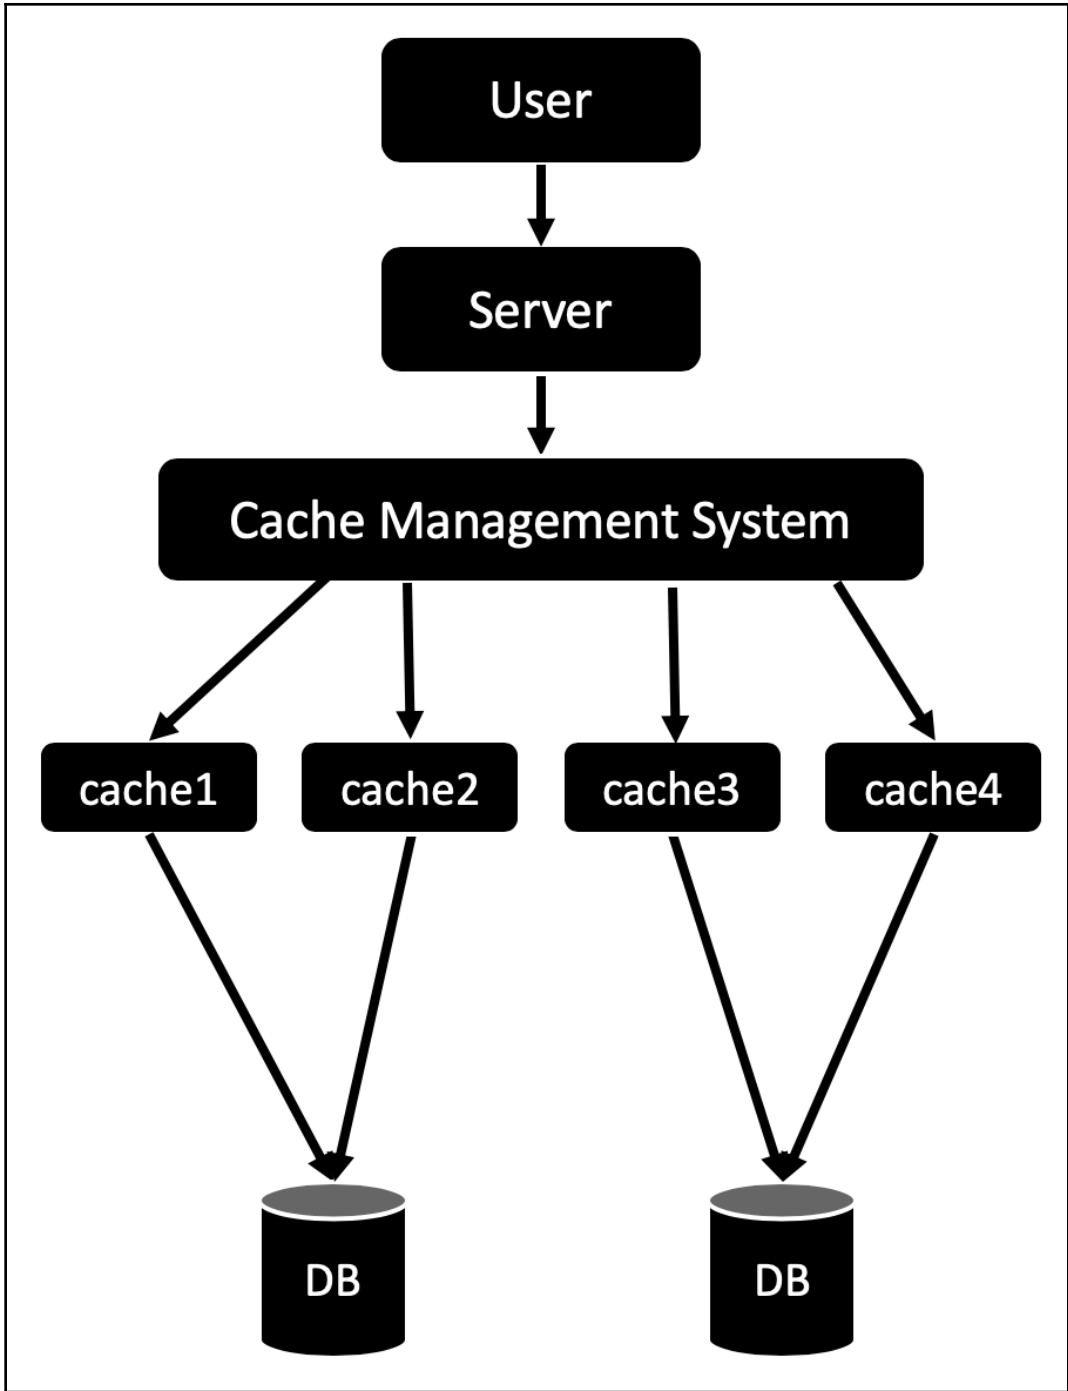 User
Server
Cache Management System
cache1
cache2
cache3
cache4
DB
DB